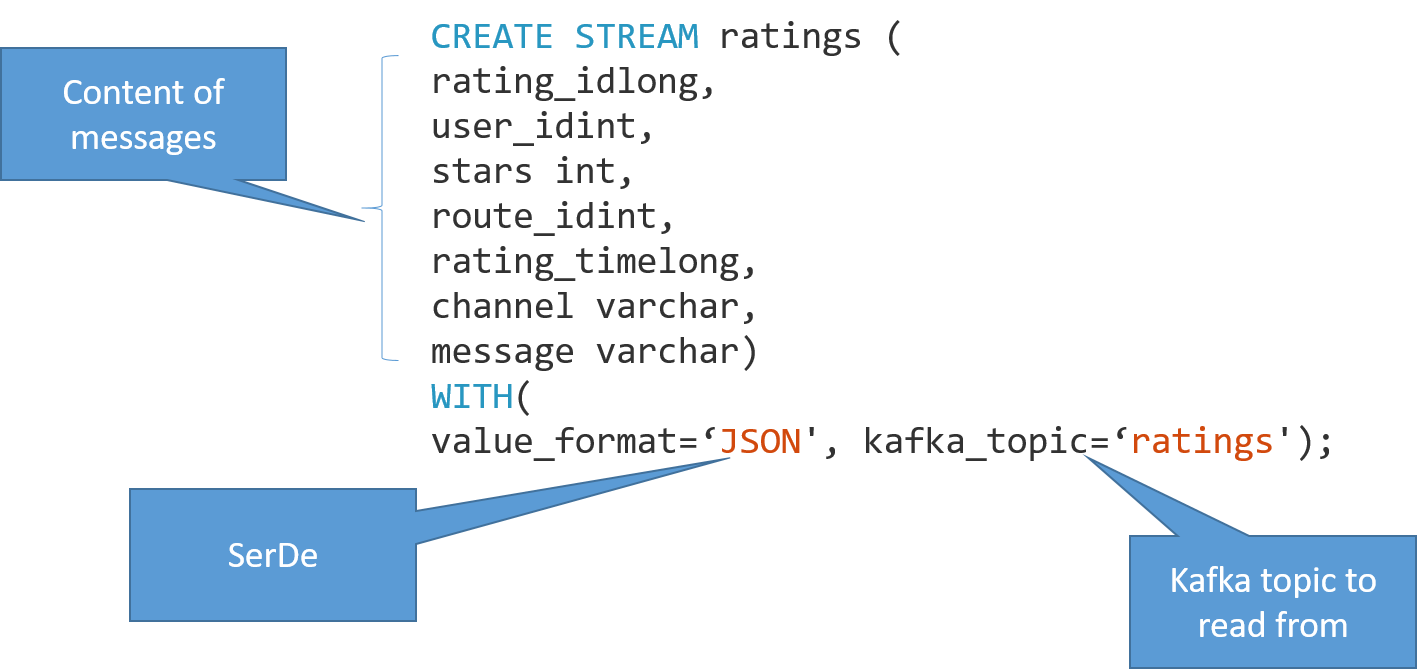 CREATE STREAM ratings (
rating_idlong,
user_idint,
stars int,
route_idint,
rating_timelong,
channel varchar,
message varchar)
WITH(
value_format=‘JSON', kafka_topic=‘ratings');
Content of
messages
SerDe
Kafka topic to
read from